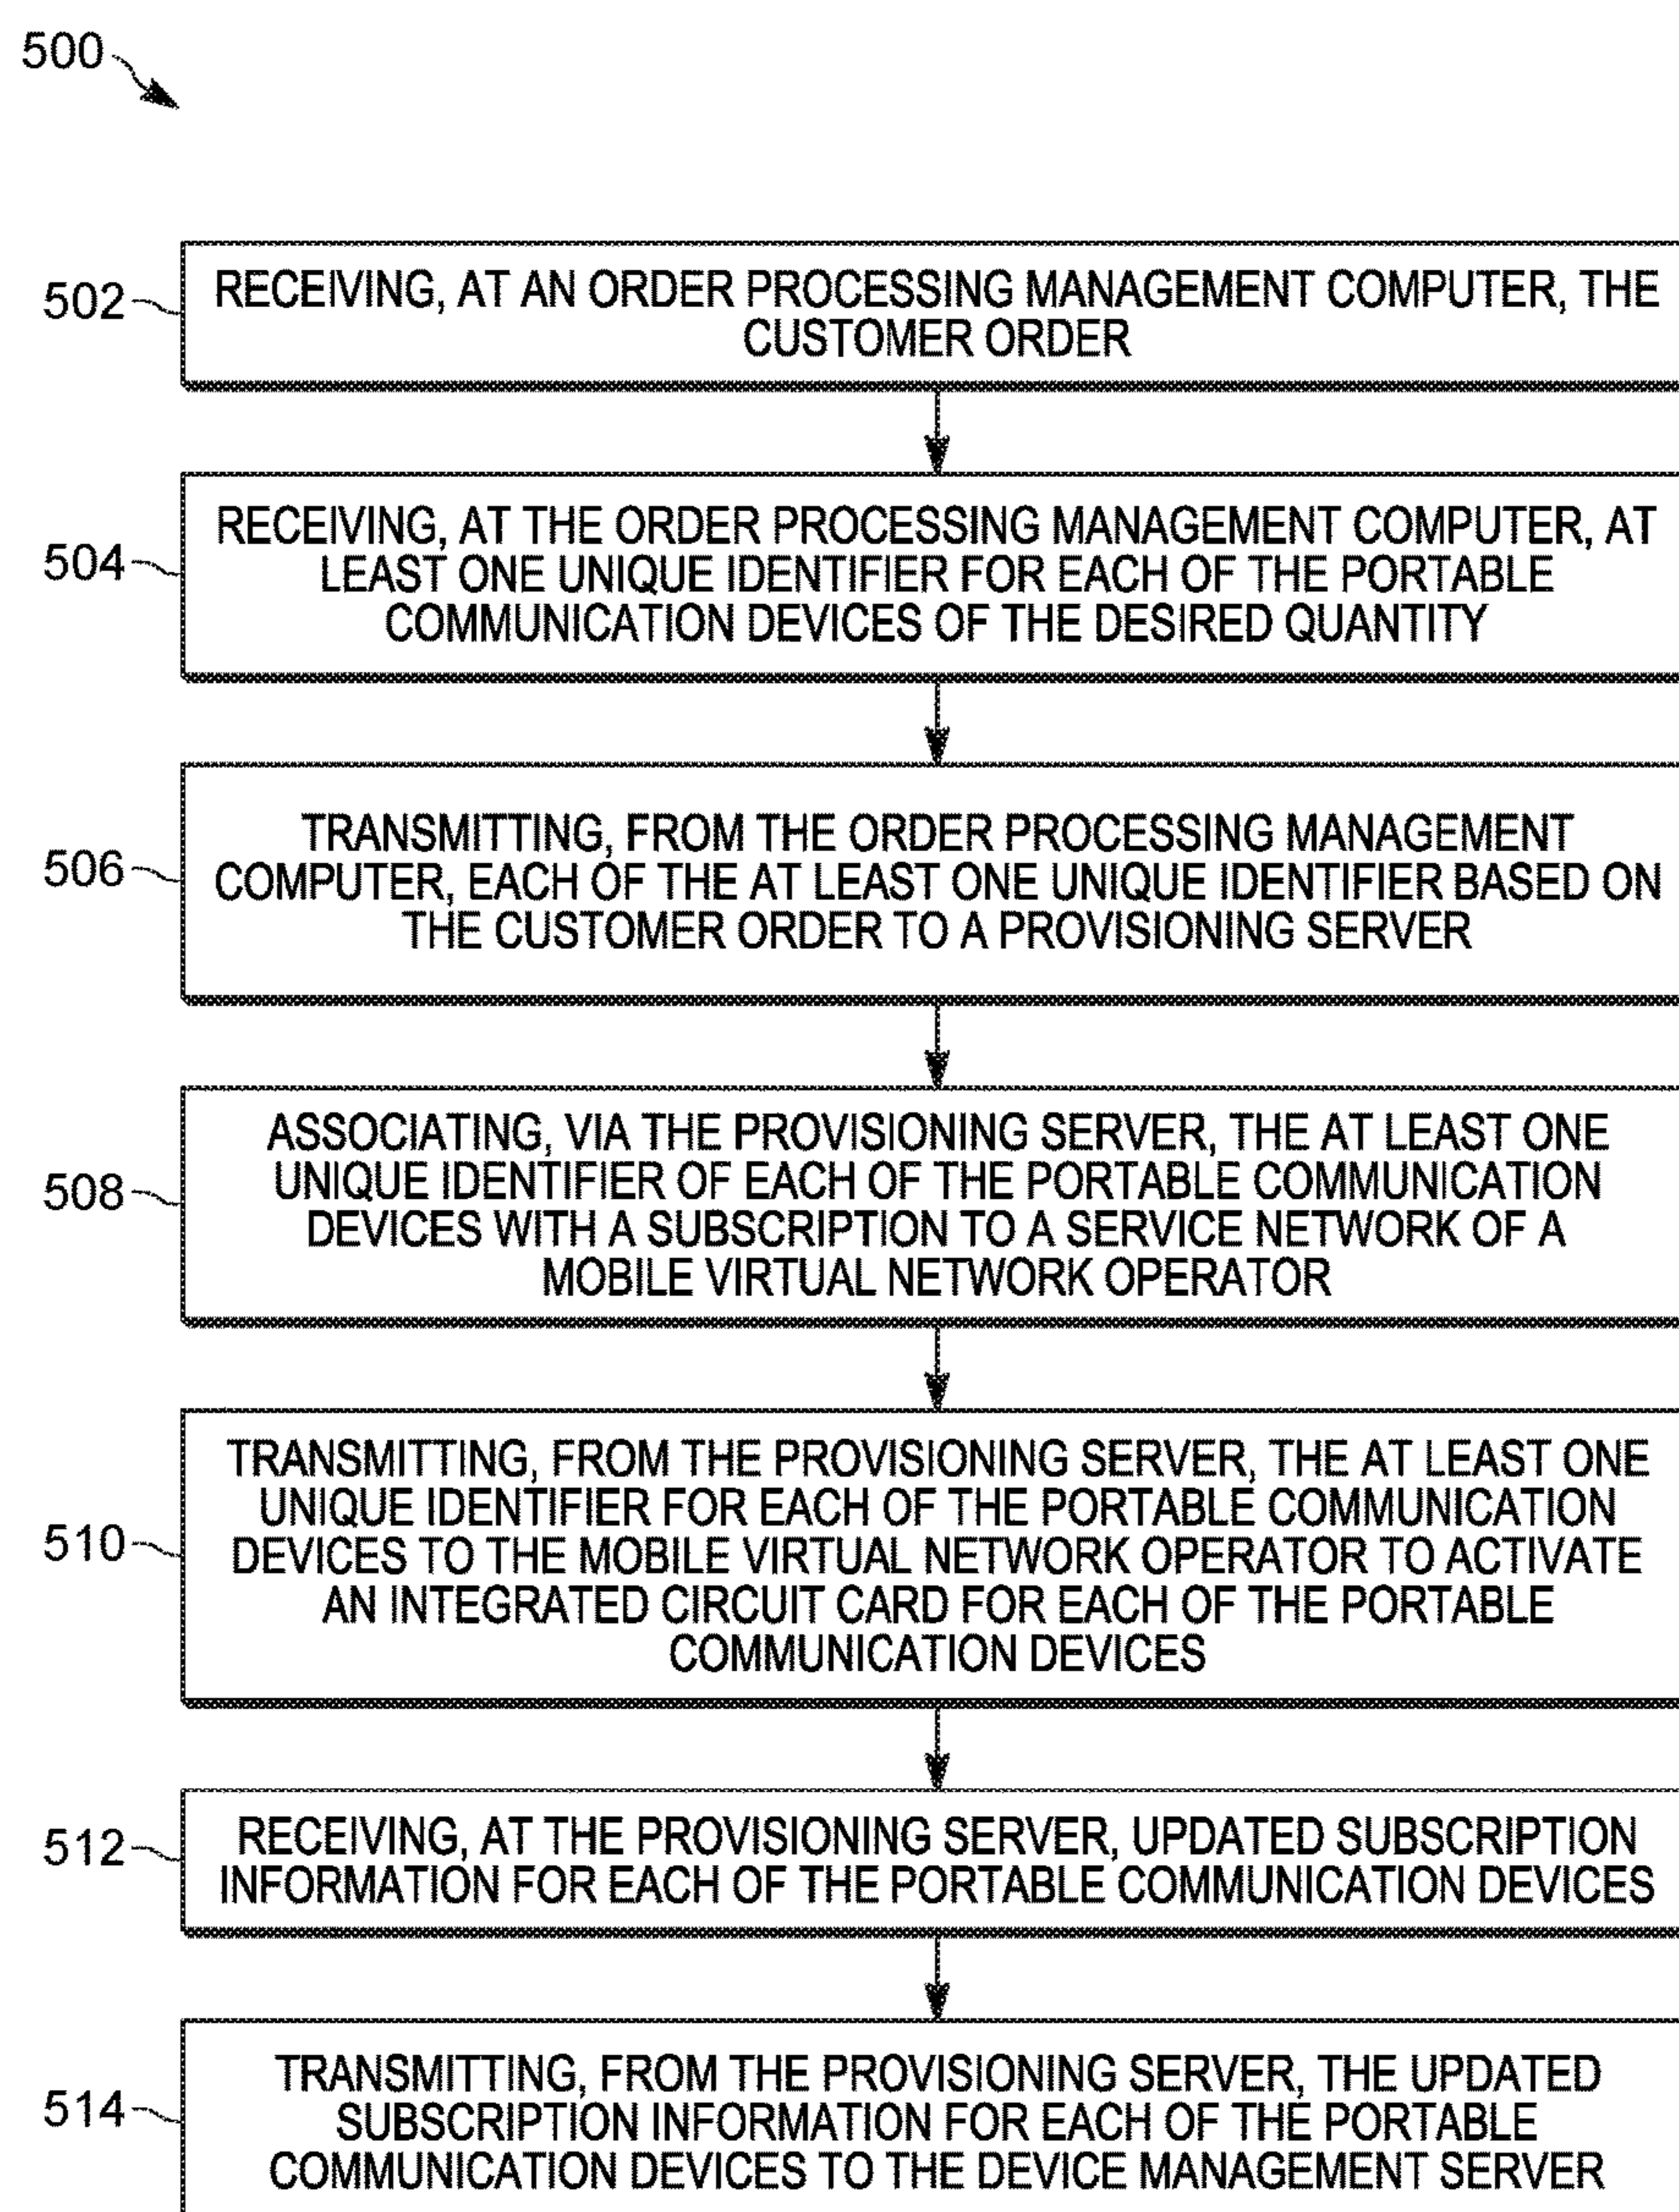 500
502
RECEIVING, AT AN ORDER PROCESSING MANAGEMENT COMPUTER, THE
CUSTOMER ORDER
504
RECEIVING, AT THE ORDER PROCESSING MANAGEMENT COMPUTER, AT
LEAST ONE UNIQUE IDENTIFIER FOR EACH OF THE PORTABLE
COMMUNICATION DEVICES OF THE DESIRED QUANTITY
506
TRANSMITTING, FROM THE ORDER PROCESSING MANAGEMENT
COMPUTER, EACH OF THE AT LEAST ONE UNIQUE IDENTIFIER BASED ON
THE CUSTOMER ORDER TO A PROVISIONING SERVER
508
ASSOCIATING, VIA THE PROVISIONING SERVER, THE AT LEAST ONE
UNIQUE IDENTIFIER OF EACH OF THE PORTABLE COMMUNICATION
DEVICES WITH A SUBSCRIPTION TO A SERVICE NETWORK OF A
MOBILE VIRTUAL NETWORK OPERATOR
510
TRANSMITTING, FROM THE PROVISIONING SERVER, THE AT LEAST ONE
UNIQUE IDENTIFIER FOR EACH OF THE PORTABLE COMMUNICATION
DEVICES TO THE MOBILE VIRTUAL NETWORK OPERATOR TO ACTIVATE
AN INTEGRATED CIRCUIT CARD FOR EACH OF THE PORTABLE
COMMUNICATION DEVICES
512
RECEIVING, AT THE PROVISIONING SERVER, UPDATED SUBSCRIPTION
INFORMATION FOR EACH OF THE PORTABLE COMMUNICATION DEVICES
514
TRANSMITTING, FROM THE PROVISIONING SERVER, THE UPDATED
SUBSCRIPTION INFORMATION FOR EACH OF THE PORTABLE
COMMUNICATION DEVICES TO THE DEVICE MANAGEMENT SERVER